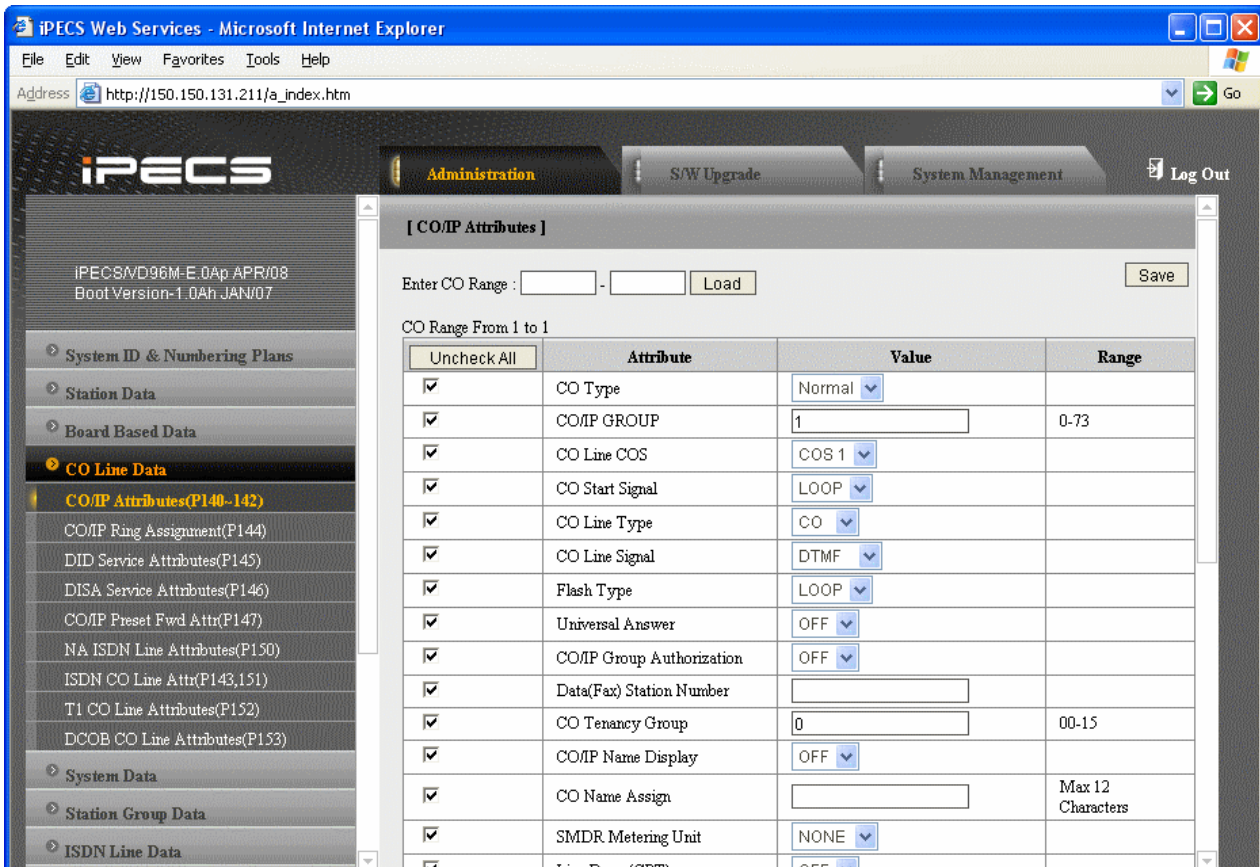 iPECS Web Services - Microsoft Internet Explorer
File Edit View Favorites Tools Help
Address http://150.150.131.211/a_index.htm Go
iPECS
Administration S/W Upgrade System Management Log Out
iPECS/VD96M-E.0Ap APR/08
Boot Version-1.0Ah JAN/07
System ID & Numbering Plans
Station Data
Board Based Data
CO Line Data
CO/IP Attributes(P140~142)
CO/IP Ring Assignment(P144)
DID Service Attributes(P145)
DISA Service Attributes(P146)
CO/IP Preset Fwd Attr(P147)
NA ISDN Line Attributes(P150)
ISDN CO Line Attr(P143,151)
T1 CO Line Attributes(P152)
DCOB CO Line Attributes(P153)
System Data
Station Group Data
ISDN Line Data
[ CO/IP Attributes ]
Enter CO Range : - Load Save
CO Range From 1 to 1
Uncheck All Attribute Value Range
CO Type Normal
CO/IP GROUP 1 0-73
CO Line COS COS 1
CO Start Signal LOOP
CO Line Type CO
CO Line Signal DTMF
Flash Type LOOP
Universal Answer OFF
CO/IP Group Authorization OFF
Data(Fax) Station Number
CO Tenancy Group 0 00-15
CO/IP Name Display OFF
CO Name Assign Max 12 Characters
SMDR Metering Unit NONE